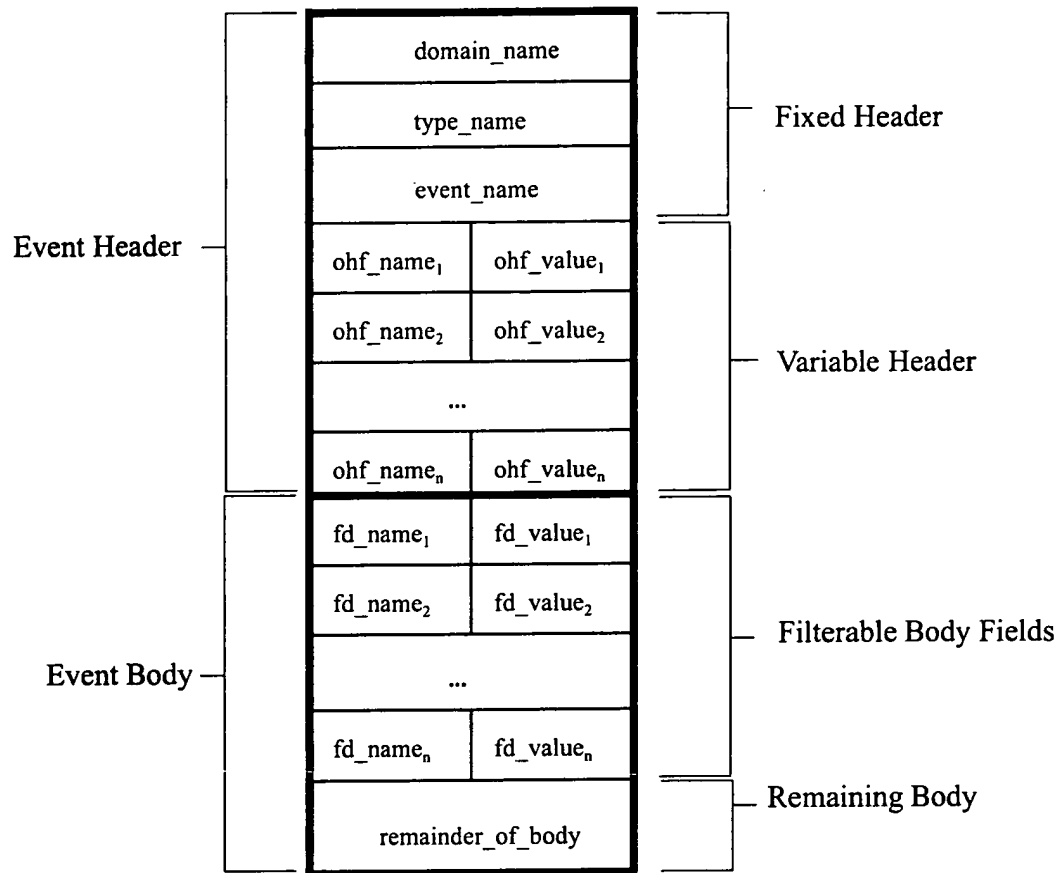 domain_name
type_name
Fixed Header
event_name
Event Header
ohf_name₁ ohf_value₁
ohf_name₂ ohf_value₂
Variable Header
...
ohf_nameₙ ohf_valueₙ
fd_name₁ fd_value₁
fd_name₂ fd_value₂
Filterable Body Fields
Event Body
...
fd_nameₙ fd_valueₙ
Remaining Body
remainder_of_body